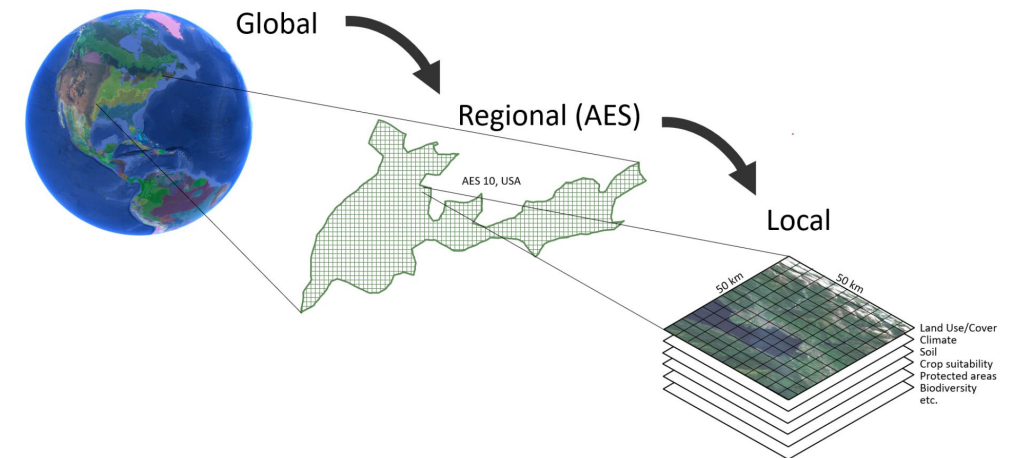 Global
Regional (AES)
AES 10, USA
Local
50 km
50 km
Land Use/Cover
Climate
Soil
Crop suitability
Protected areas
Biodiversity
etc.